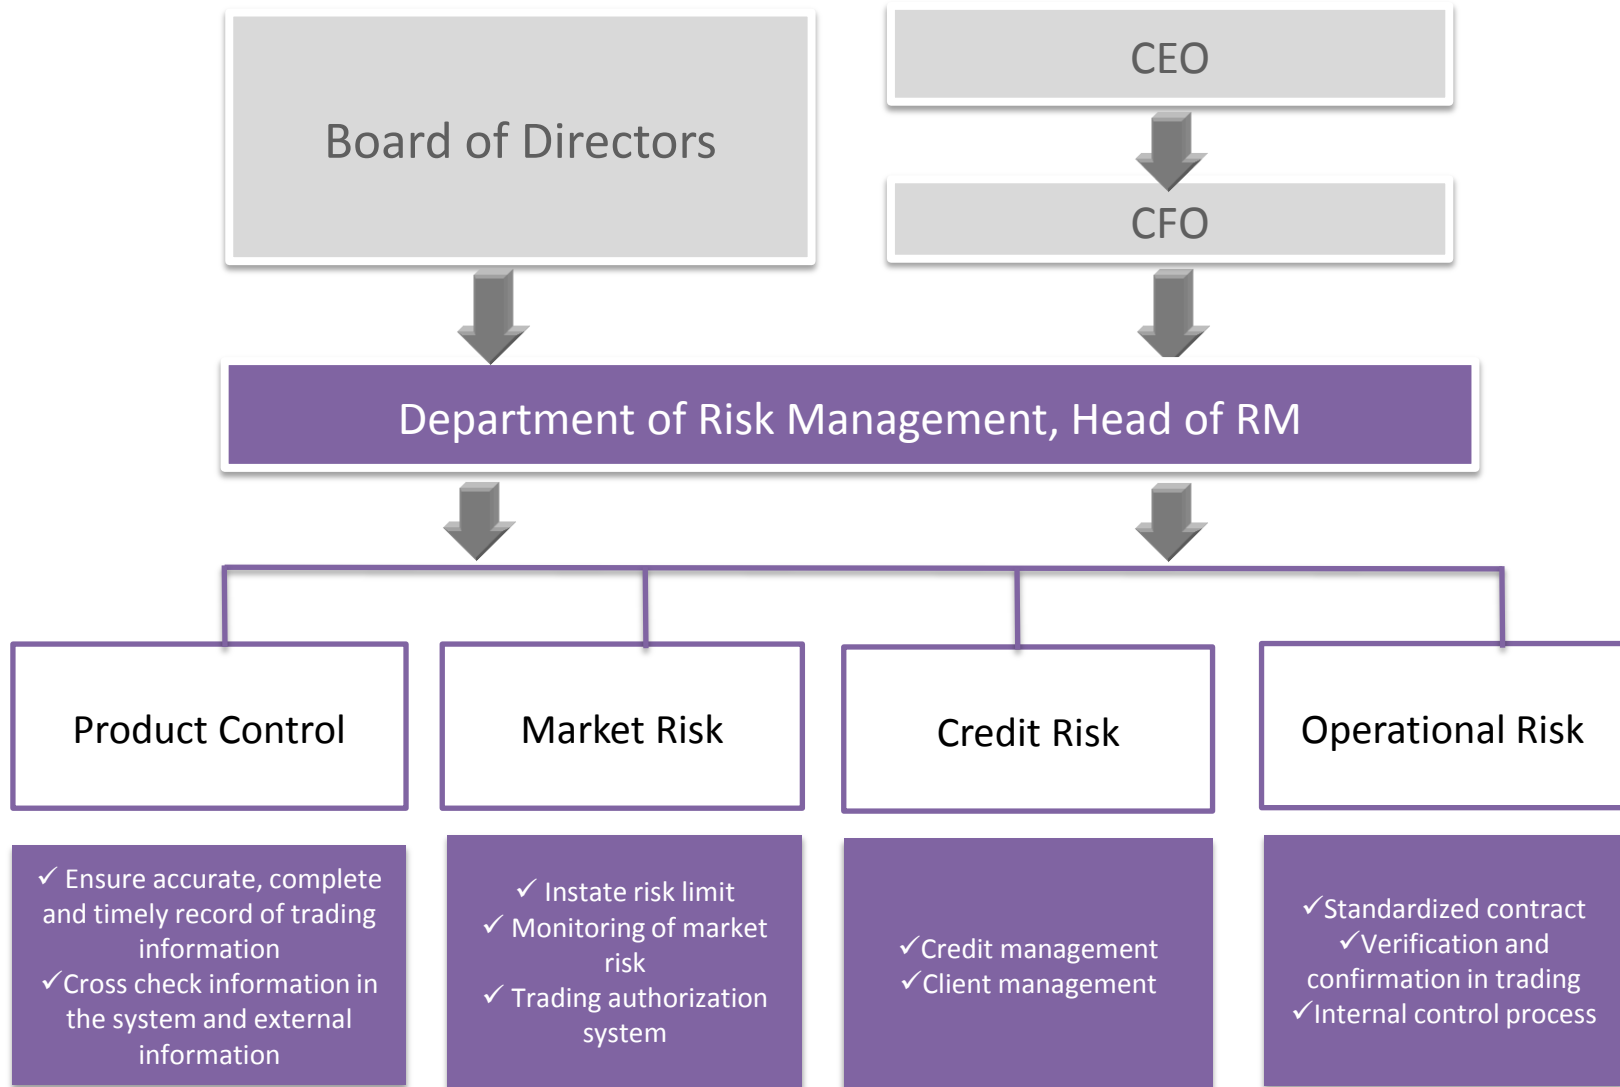 Board of Directors
CEO
CFO
Department of Risk Management, Head of RM
Product Control
Market Risk
Credit Risk
Operational Risk
✓ Ensure accurate, complete
and timely record of trading
information
✓Cross check information in
the system and external
information
✓ Instate risk limit
✓ Monitoring of market
risk
✓ Trading authorization
system
✓Credit management
✓Client management
✓Standardized contract
✓Verification and
confirmation in trading
✓Internal control process